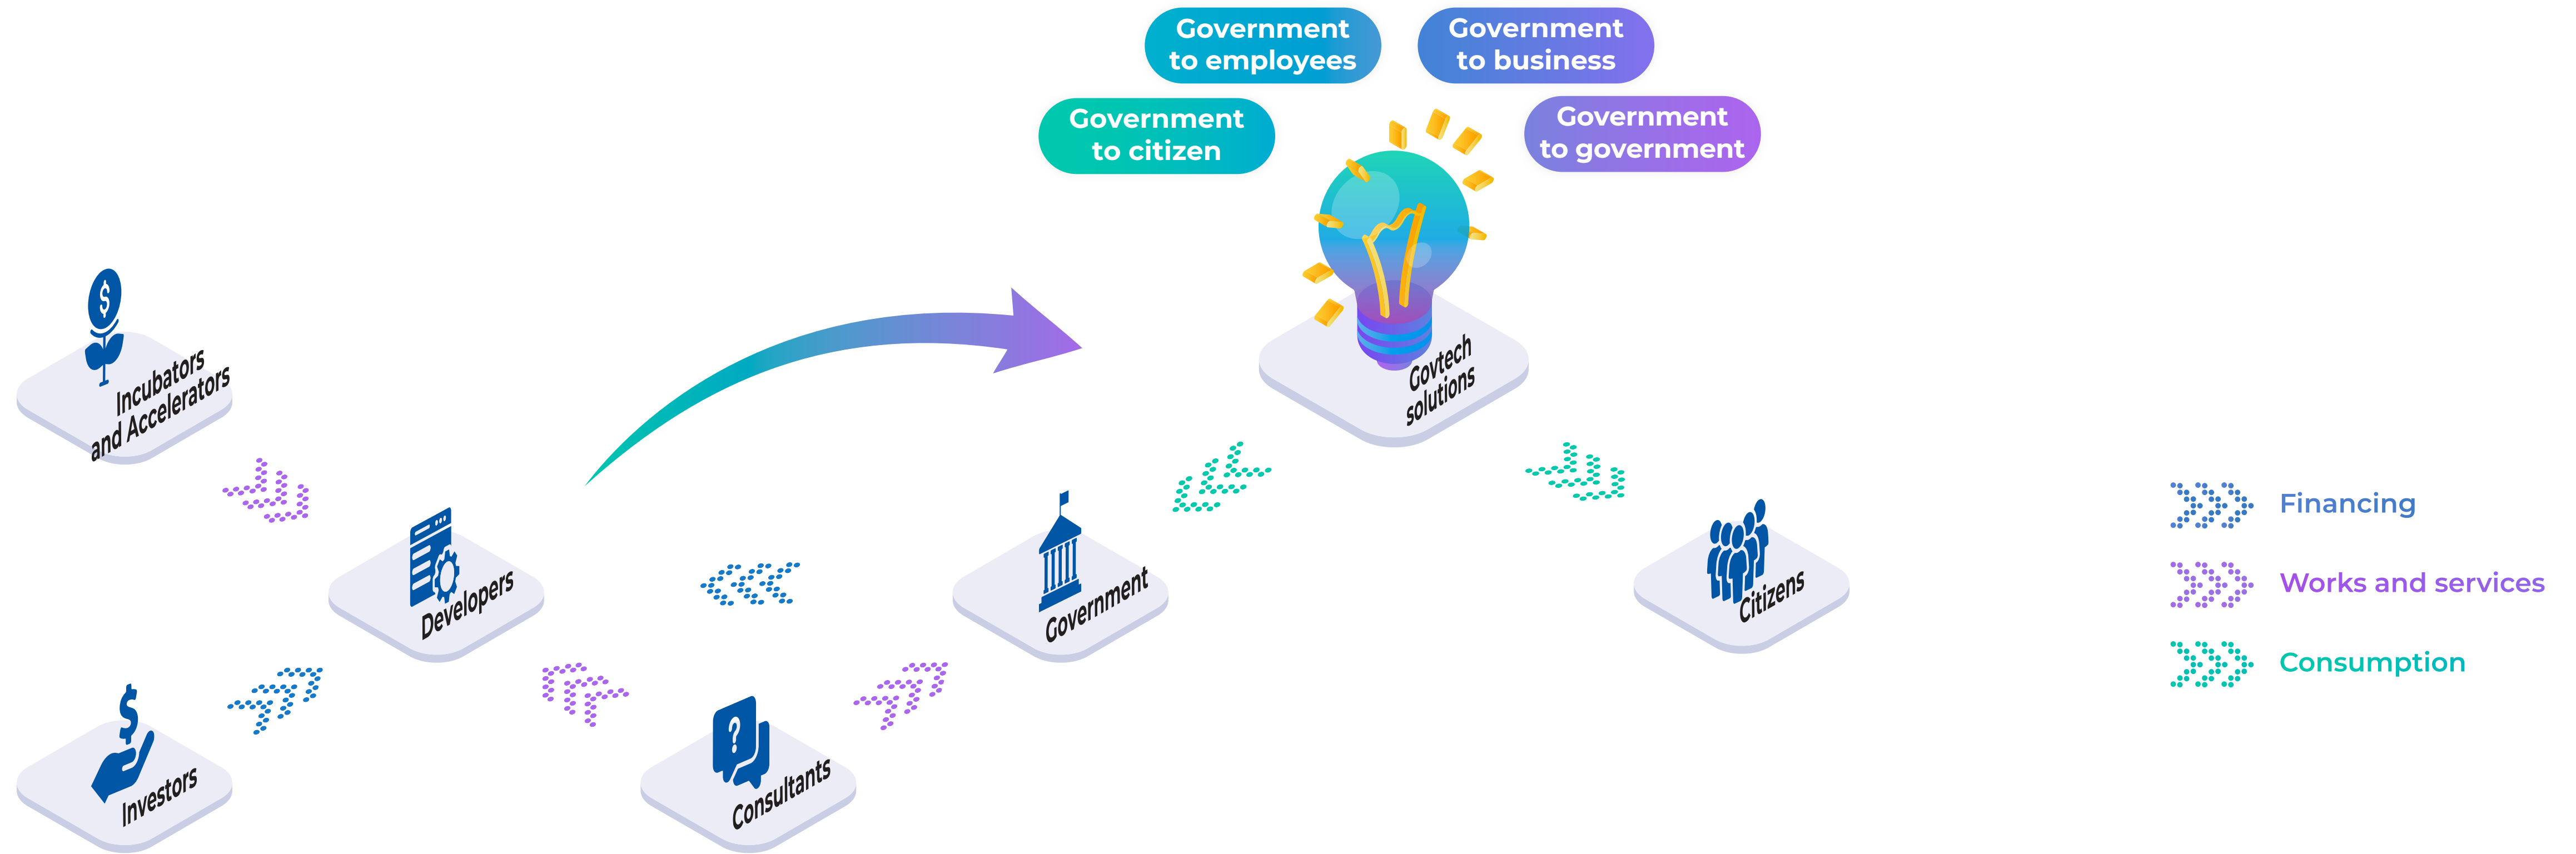 Government
to employees
Government
to business
Government
to citizen
Government
to government
$
Incubators
and Accelerators
Govtech
solutions
Developers
Government
Citizens
$
Investors
?
Consultants
Financing
Works and services
Consumption